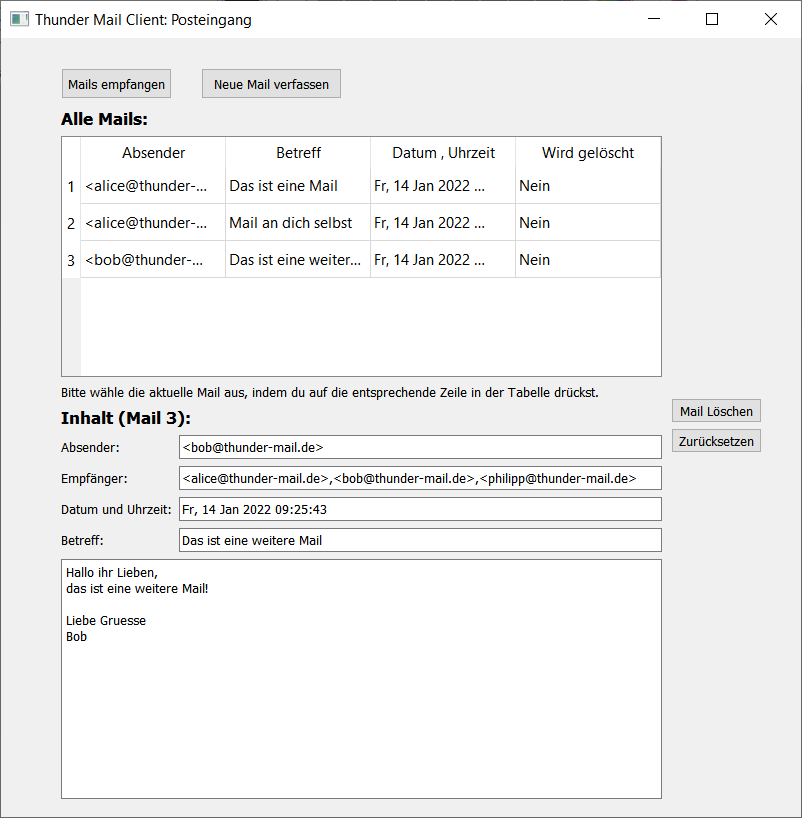 Thunder Mail Client: Posteingang
Mails empfangen
Neue Mail verfassen
Alle Mails:
Absender Betreff Datum , Uhrzeit Wird gelöscht
1 <alice@thunder-... Das ist eine Mail Fr, 14 Jan 2022 ... Nein
2 <alice@thunder-... Mail an dich selbst Fr, 14 Jan 2022 ... Nein
3 <bob@thunder-... Das ist eine weiter... Fr, 14 Jan 2022 ... Nein
Bitte wähle die aktuelle Mail aus, indem du auf die entsprechende Zeile in der Tabelle drückst.
Mail Löschen
Inhalt (Mail 3):
Zurücksetzen
Absender: <bob@thunder-mail.de>
Empfänger: <alice@thunder-mail.de>,<bob@thunder-mail.de>,<philipp@thunder-mail.de>
Datum und Uhrzeit: Fr, 14 Jan 2022 09:25:43
Betreff: Das ist eine weitere Mail
Hallo ihr Lieben,
das ist eine weitere Mail!
Liebe Gruesse
Bob